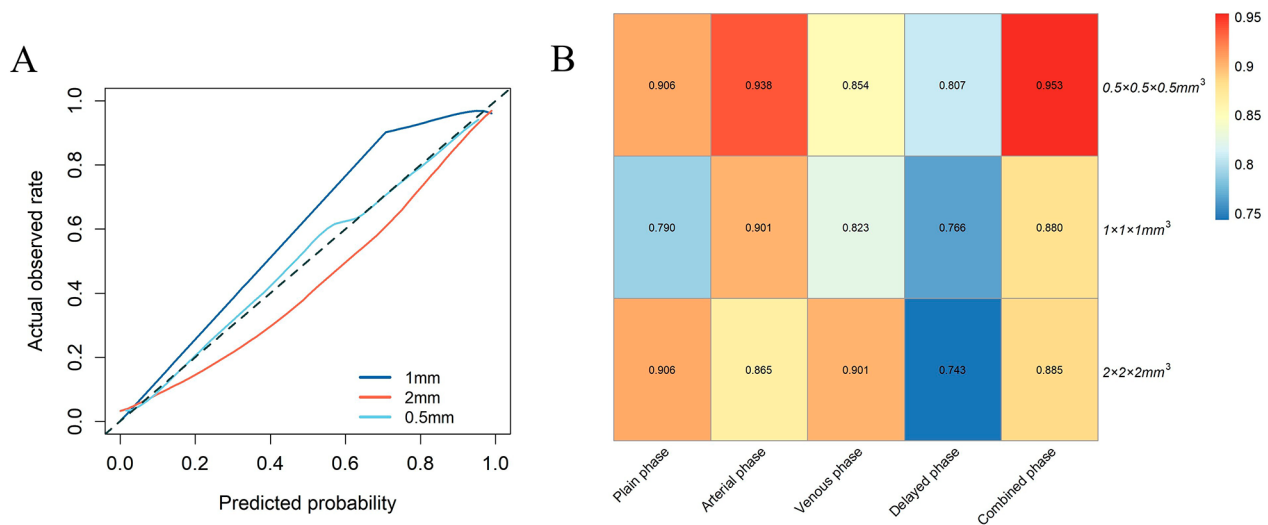 A
Actual observed rate
1.0
0.8
0.6
0.4
0.2
0.0
1mm
2mm
0.5mm
0.0 0.2 0.4 0.6 0.8 1.0
Predicted probability
B
0.906 0.938 0.854 0.807 0.953 0.5×0.5×0.5mm³
0.790 0.901 0.823 0.766 0.880 1×1×1mm³
0.906 0.865 0.901 0.743 0.885 2×2×2mm³
Plain phase
Arterial phase
Venous phase
Delayed phase
Combined phase
0.95
0.9
0.85
0.8
0.75